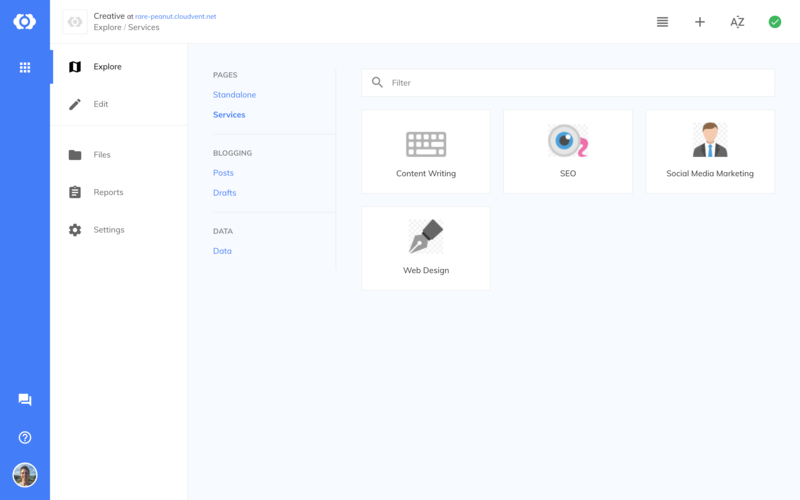 Creative at rare-peanut.cloudvent.net
Explore / Services
AZ
Explore
Edit
Files
Reports
Settings
PAGES
Standalone
Services
BLOGGING
Posts
Drafts
DATA
Data
Filter
Content Writing
SEO
Social Media Marketing
Web Design